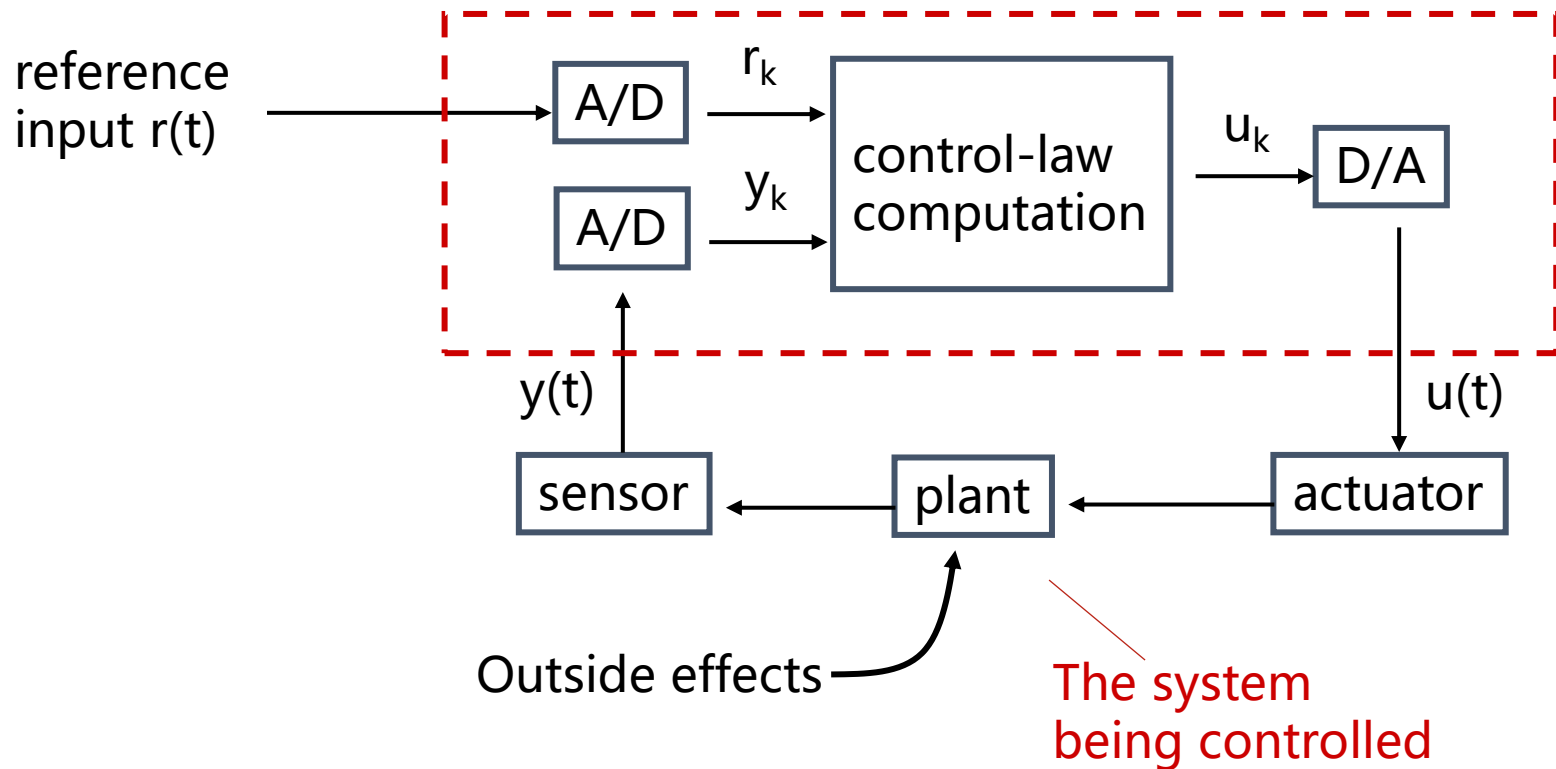 reference
input r(t)
A/D
r_k
A/D
y_k
control-law
computation
u_k
D/A
y(t)
u(t)
sensor
plant
actuator
Outside effects
The system
being controlled